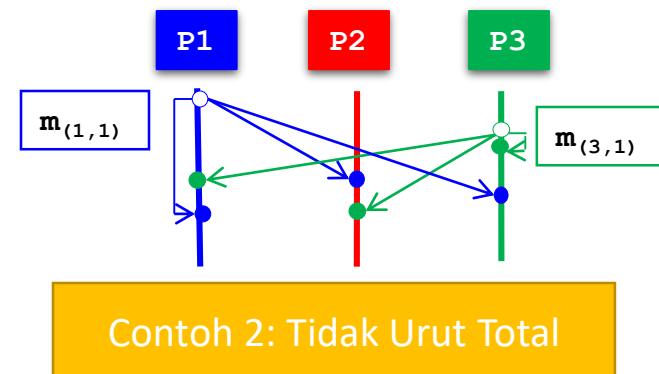 P1 P2 P3
m(1,1)
m(3,1)
Contoh 2: Tidak Urut Total